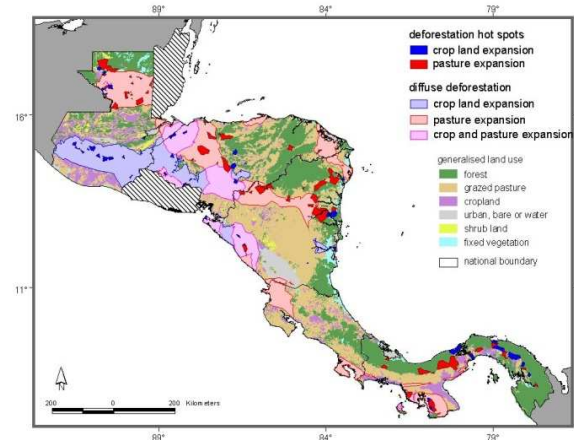 89°
84°
79°
deforestation hot spots
crop land expansion
pasture expansion
diffuse deforestation
crop land expansion
pasture expansion
crop and pasture expansion
16°
generalised land use
forest
grazed pasture
cropland
urban, bare or water
shrub land
fixed vegetation
national boundary
11°
N
200 0 200 Kilometers
89°
84°
79°